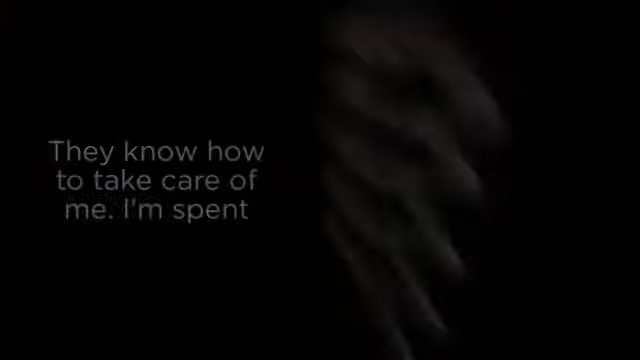 They know how
to take care of
me. I'm spent